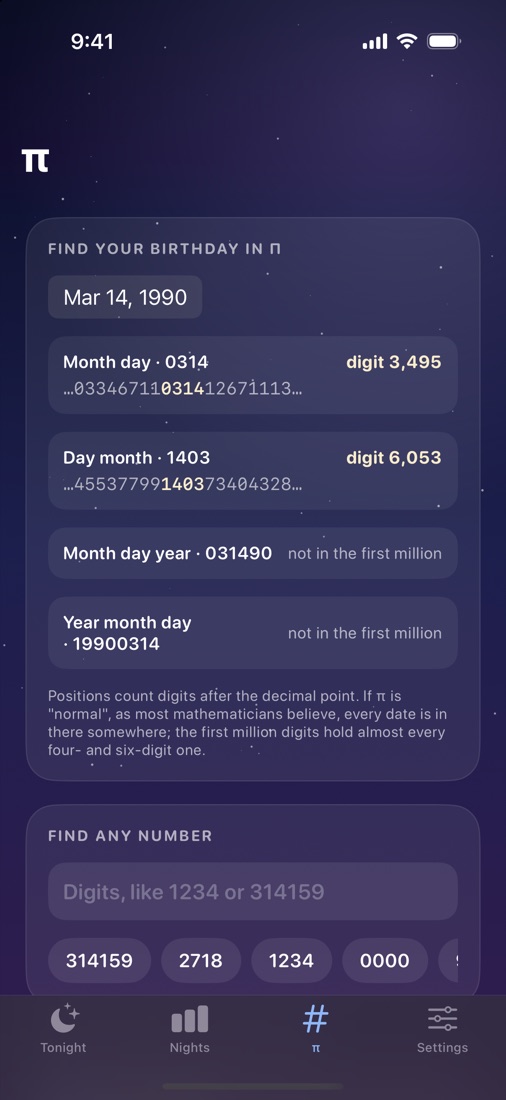 9:41
π
FIND YOUR BIRTHDAY IN Π
Mar 14, 1990
Month day · 0314
digit 3,495
…03346711031412671113…
Day month · 1403
digit 6,053
…45537799140373404328…
Month day year · 031490
not in the first million
Year month day
· 19900314
not in the first million
Positions count digits after the decimal point. If π is
"normal", as most mathematicians believe, every date is in
there somewhere; the first million digits hold almost every
four- and six-digit one.
FIND ANY NUMBER
Digits, like 1234 or 314159
314159
2718
1234
0000
Tonight
Nights
#
π
Settings